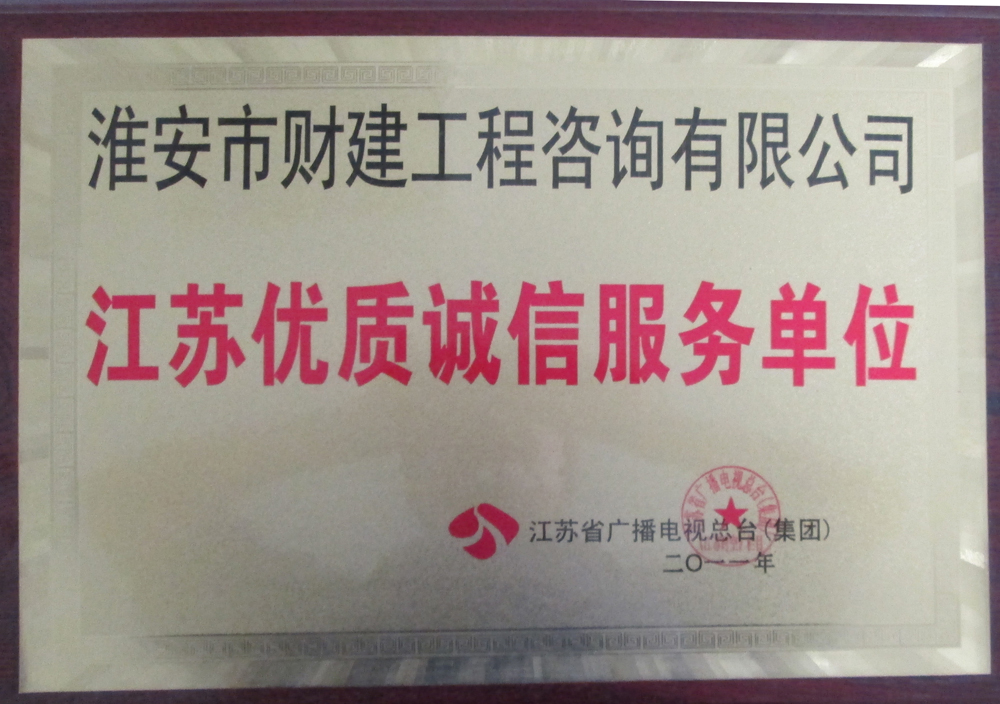 淮安市财建工程咨询有限公司
江苏优质诚信服务单位
江苏省广播电视总台(集团)
二〇一一年